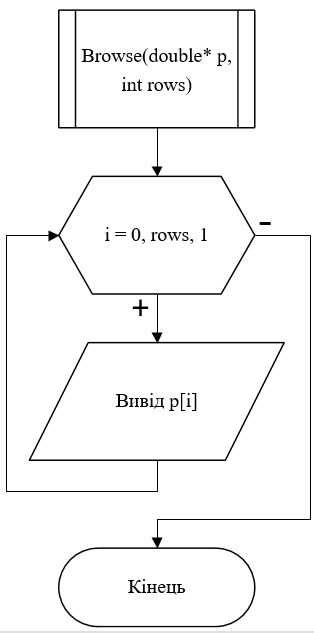 Browse(double* p,
int rows)
i = 0, rows, 1
-
+
Вивід p[i]
Кінець